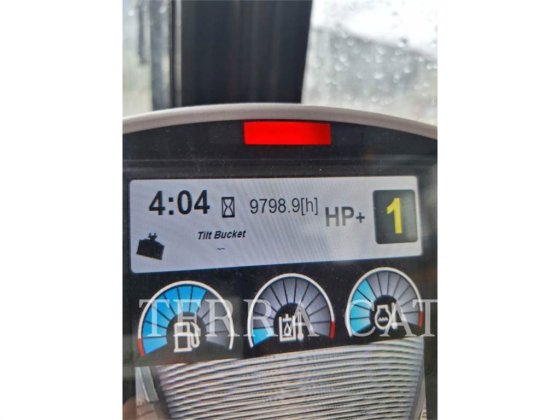 4:04 9798.9[h] HP+ 1
Tilt Bucket
TERRA CAT